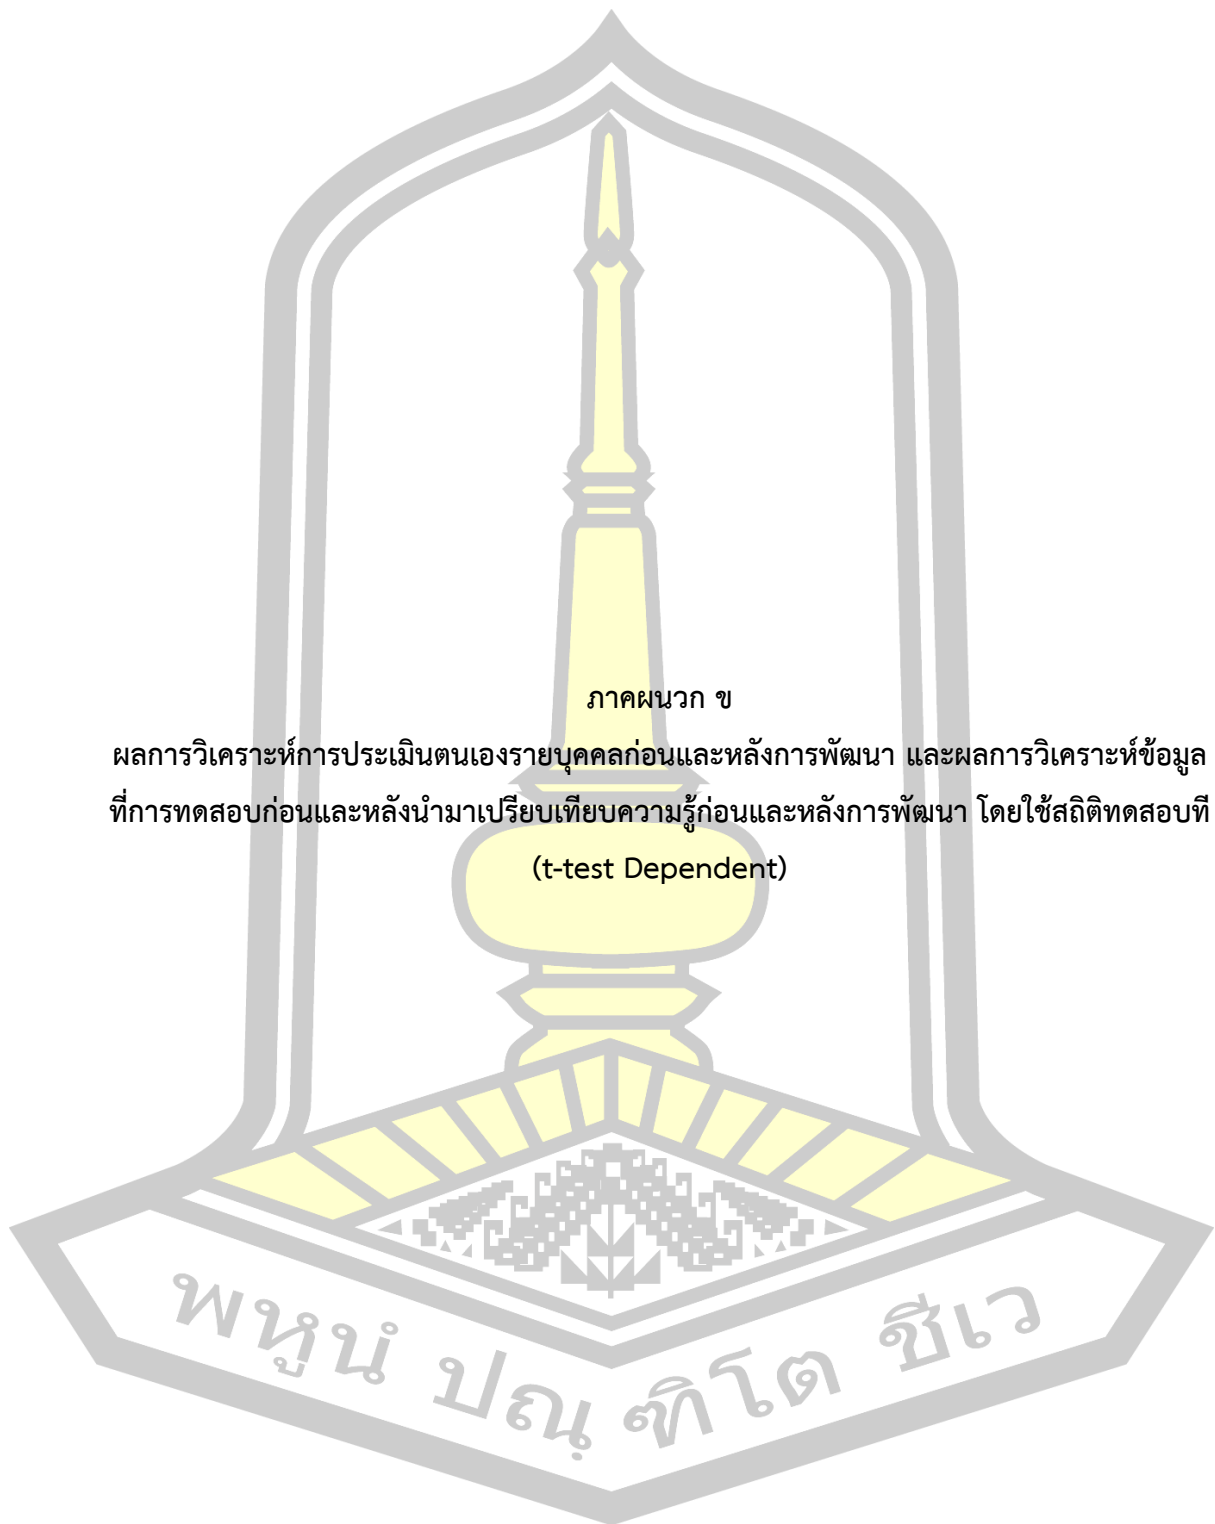 ภาคผนวก ข
ผลการวิเคราะห์การประเมินตนเองรายบุคคลก่อนและหลังการพัฒนา และผลการวิเคราะห์ข้อมูล
ที่การทดสอบก่อนและหลังนำมาเปรียบเทียบความรู้ก่อนและหลังการพัฒนา โดยใช้สถิติทดสอบที
(t-test Dependent)
พหูนํ ปณฺฑิโต ชีเว